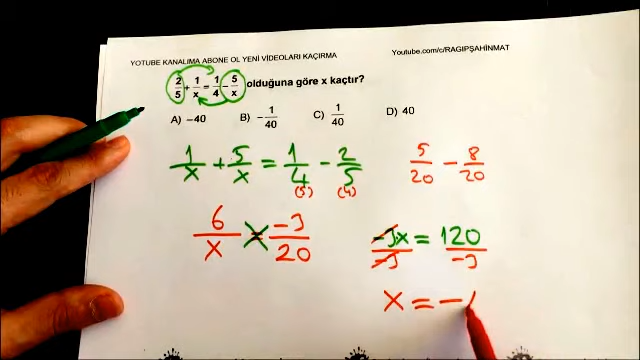 YOTUBE KANALIMA ABONE OL YENİ VİDEOLARI KAÇIRMA
Youtube.com/c/RAGIPŞAHİNMAT
2/5 + 1/x = 1/4 - 5/x olduğuna göre x kaçtır?
A) -40 B) -1/40 C) 1/40 D) 40
1/x + 5/x = 1/4 - 2/5
(5) (4)
5/20 - 8/20
6/x = -3/20
-3x/-3 = 120/-3
x = -